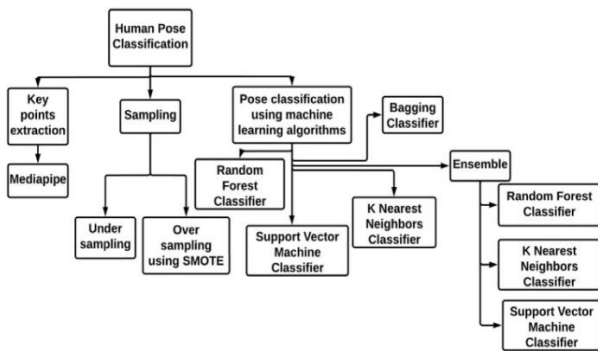 Human Pose
Classification
Key
points
extraction
Sampling
Pose classification
using machine
learning algorithms
Bagging
Classifier
Mediapipe
Random
Forest
Classifier
Ensemble
Under
sampling
Over
sampling
using SMOTE
Support Vector
Machine
Classifier
K Nearest
Neighbors
Classifier
Random Forest
Classifier
K Nearest
Neighbors
Classifier
Support Vector
Machine
Classifier